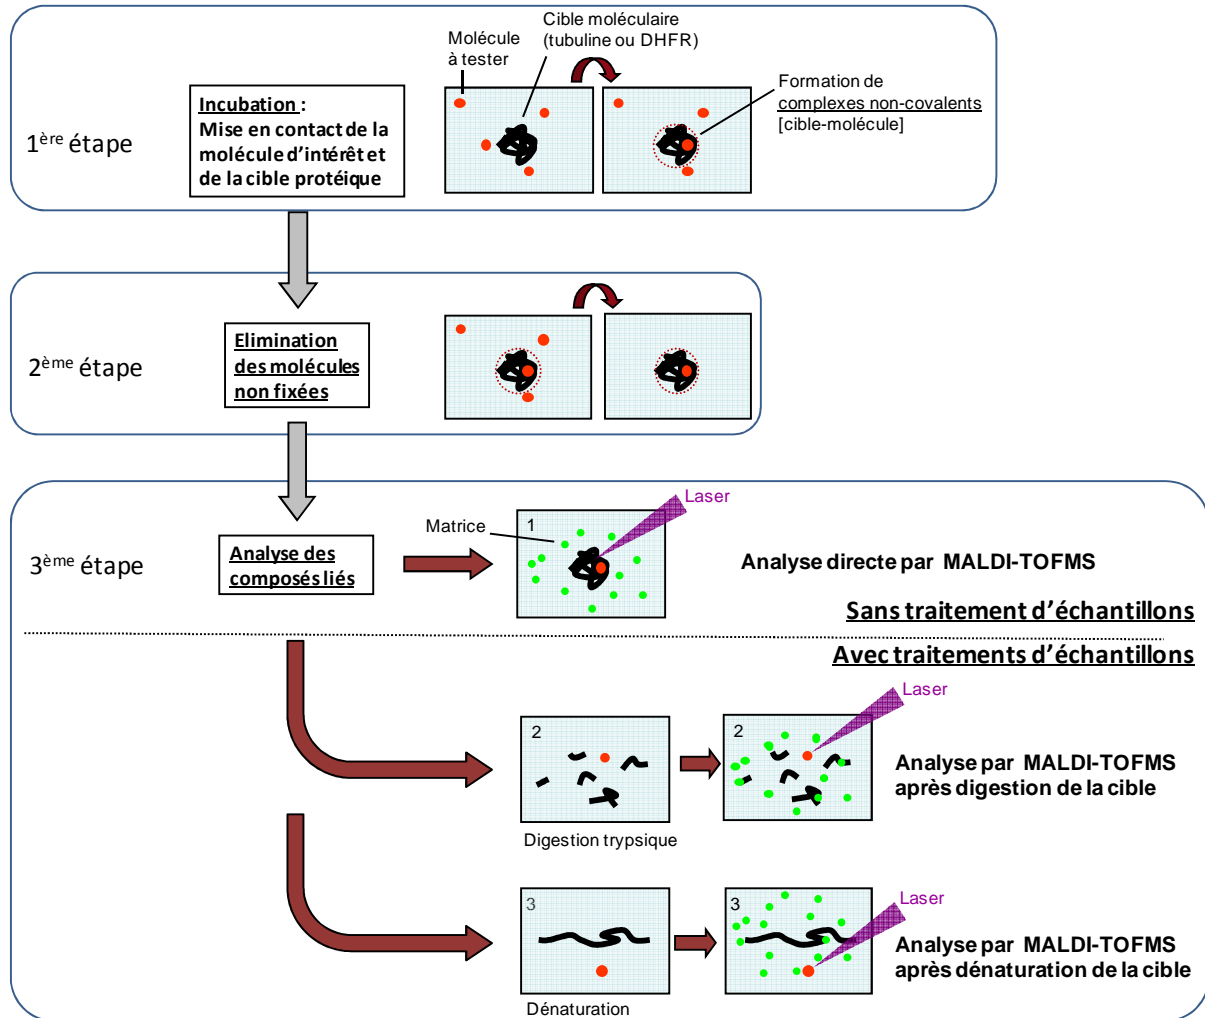 Molécule
à tester
Cible moléculaire
(tubuline ou DHFR)
Formation de
complexes non-covalents
[cible-molécule]
1ère étape
Incubation :
Mise en contact de la
molécule d'intérêt et
de la cible protéique
2ème étape
Elimination
des molécules
non fixées
3ème étape
Analyse des
composés liés
Matrice
1
Laser
Analyse directe par MALDI-TOFMS
Sans traitement d'échantillons
Avec traitements d'échantillons
2
Digestion trypsique
2
Laser
Analyse par MALDI-TOFMS
après digestion de la cible
3
Dénaturation
3
Laser
Analyse par MALDI-TOFMS
après dénaturation de la cible